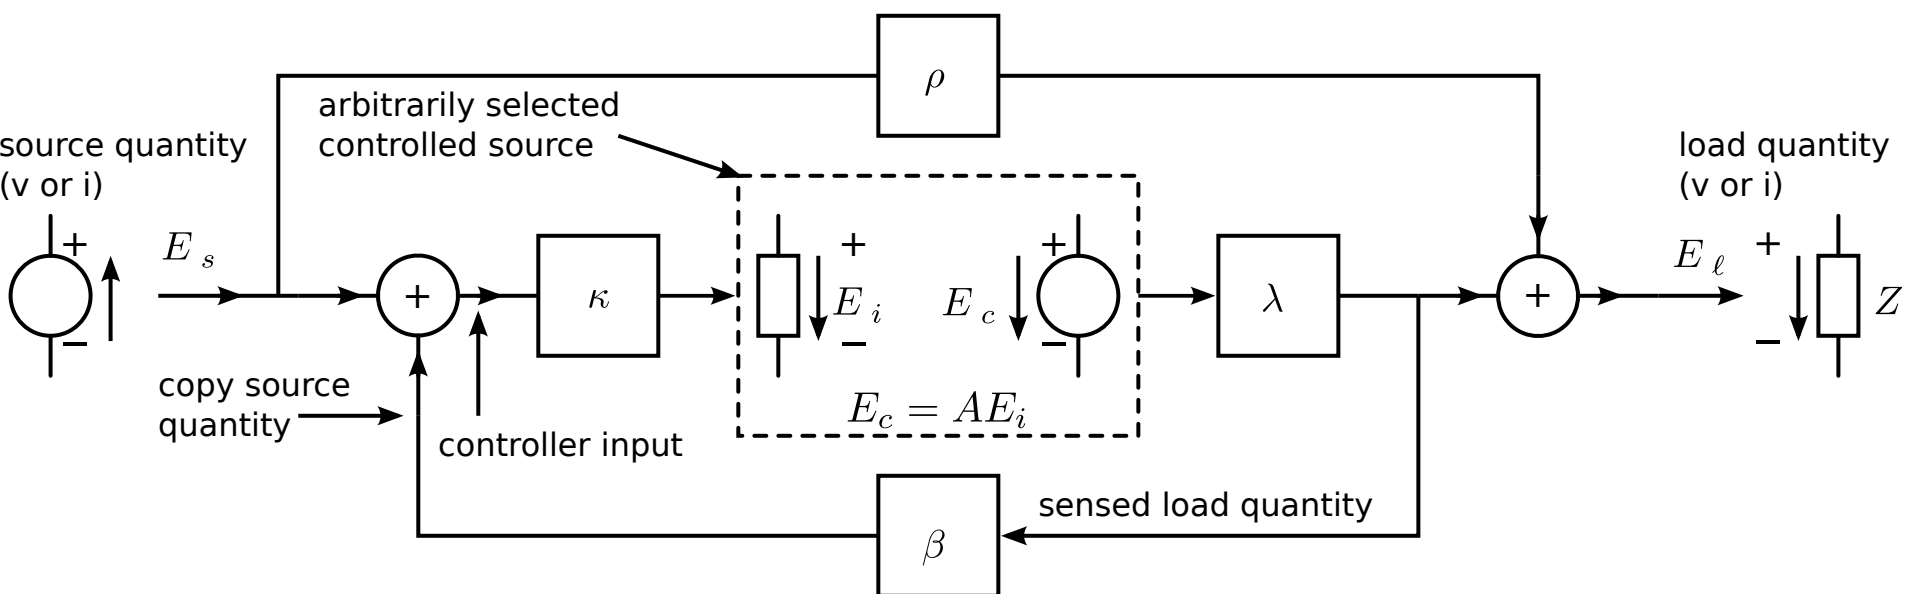 ρ
arbitrarily selected
controlled source
source quantity
(v or i)
load quantity
(v or i)
+
E s
+
κ
+
E i
−
+
E c
−
E_c = AE_i
λ
+
E ℓ
+
−
Z
−
copy source
quantity
controller input
sensed load quantity
β